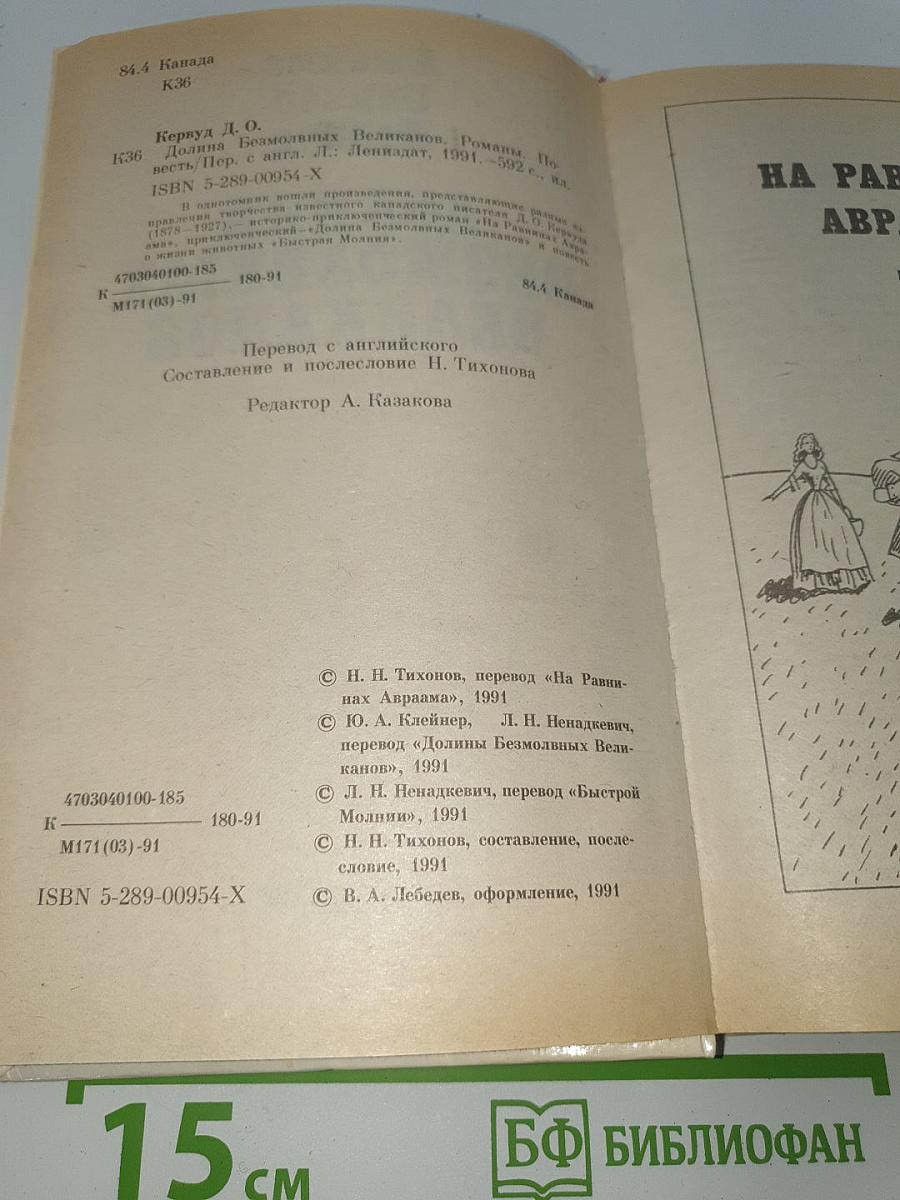 84.4 Канада
К36
Кервуд Д. О.
К36 Долина Безмолвных Великанов. Романы. По-
весть/Пер. с англ. Л.: Лениздат, 1991.—592 с., ил.
ISBN 5-289-00954-X
В однотомник вошли произведения, представляющие разные на-
правления творчества известного канадского писателя Д. О. Кервуда
(1878—1927),— историко-приключенческий роман «На Равнинах Авра-
ама», приключенческий—«Долина Безмолвных Великанов» и повесть
о жизни животных «Быстрая Молния».
К 4703040100-185 180-91
М171(03)-91
84.4 Канада
Перевод с английского
Составление и послесловие Н. Тихонова
Редактор А. Казакова
© Н. Н. Тихонов, перевод «На Равни-
нах Авраама», 1991
© Ю. А. Клейнер, Л. Н. Ненадкевич,
перевод «Долины Безмолвных Вели-
канов», 1991
© Л. Н. Ненадкевич, перевод «Быстрой
Молнии», 1991
© Н. Н. Тихонов, составление, после-
словие, 1991
© В. А. Лебедев, оформление, 1991
К 4703040100-185 180-91
М171(03)-91
ISBN 5-289-00954-X
НА РАВ
АВРА
15 см
БФ БИБЛИОФАН